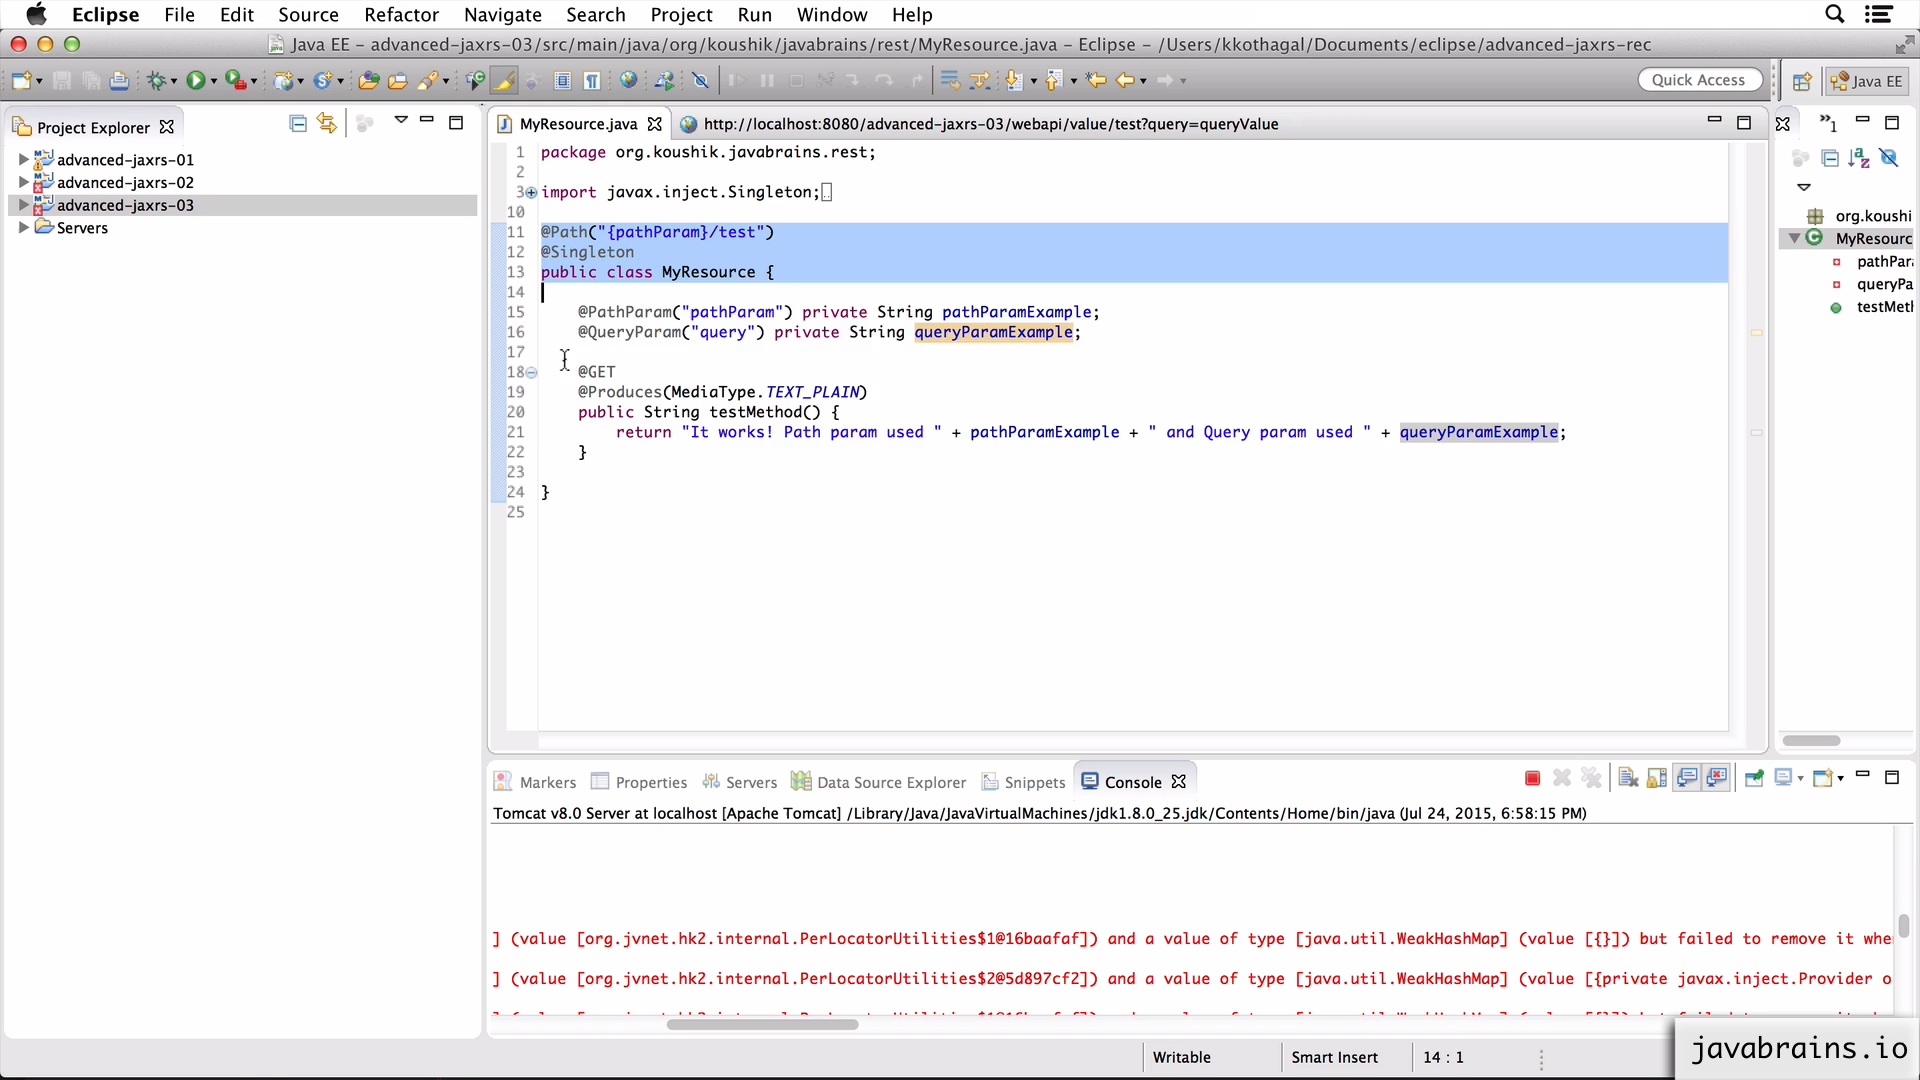 Eclipse File Edit Source Refactor Navigate Search Project Run Window Help
Java EE – advanced-jaxrs-03/src/main/java/org/koushik/javabrains/rest/MyResource.java – Eclipse – /Users/kkothagal/Documents/eclipse/advanced-jaxrs-rec
Quick Access
Java EE
Project Explorer
advanced-jaxrs-01
advanced-jaxrs-02
advanced-jaxrs-03
Servers
MyResource.java
http://localhost:8080/advanced-jaxrs-03/webapi/value/test?query=queryValue
1 package org.koushik.javabrains.rest;
2
3 import javax.inject.Singleton;
10
11 @Path("{pathParam}/test")
12 @Singleton
13 public class MyResource {
14
15 @PathParam("pathParam") private String pathParamExample;
16 @QueryParam("query") private String queryParamExample;
17
18 @GET
19 @Produces(MediaType.TEXT_PLAIN)
20 public String testMethod() {
21 return "It works! Path param used " + pathParamExample + " and Query param used " + queryParamExample;
22 }
23
24 }
25
»1
org.koushi
MyResourc
pathPar
queryPa
testMet
Markers Properties Servers Data Source Explorer Snippets Console
Tomcat v8.0 Server at localhost [Apache Tomcat] /Library/Java/JavaVirtualMachines/jdk1.8.0_25.jdk/Contents/Home/bin/java (Jul 24, 2015, 6:58:15 PM)
] (value [org.jvnet.hk2.internal.PerLocatorUtilities$1@16baafaf]) and a value of type [java.util.WeakHashMap] (value [{}]) but failed to remove it whe
] (value [org.jvnet.hk2.internal.PerLocatorUtilities$2@5d897cf2]) and a value of type [java.util.WeakHashMap] (value [{private javax.inject.Provider o
Writable Smart Insert 14 : 1
javabrains.io